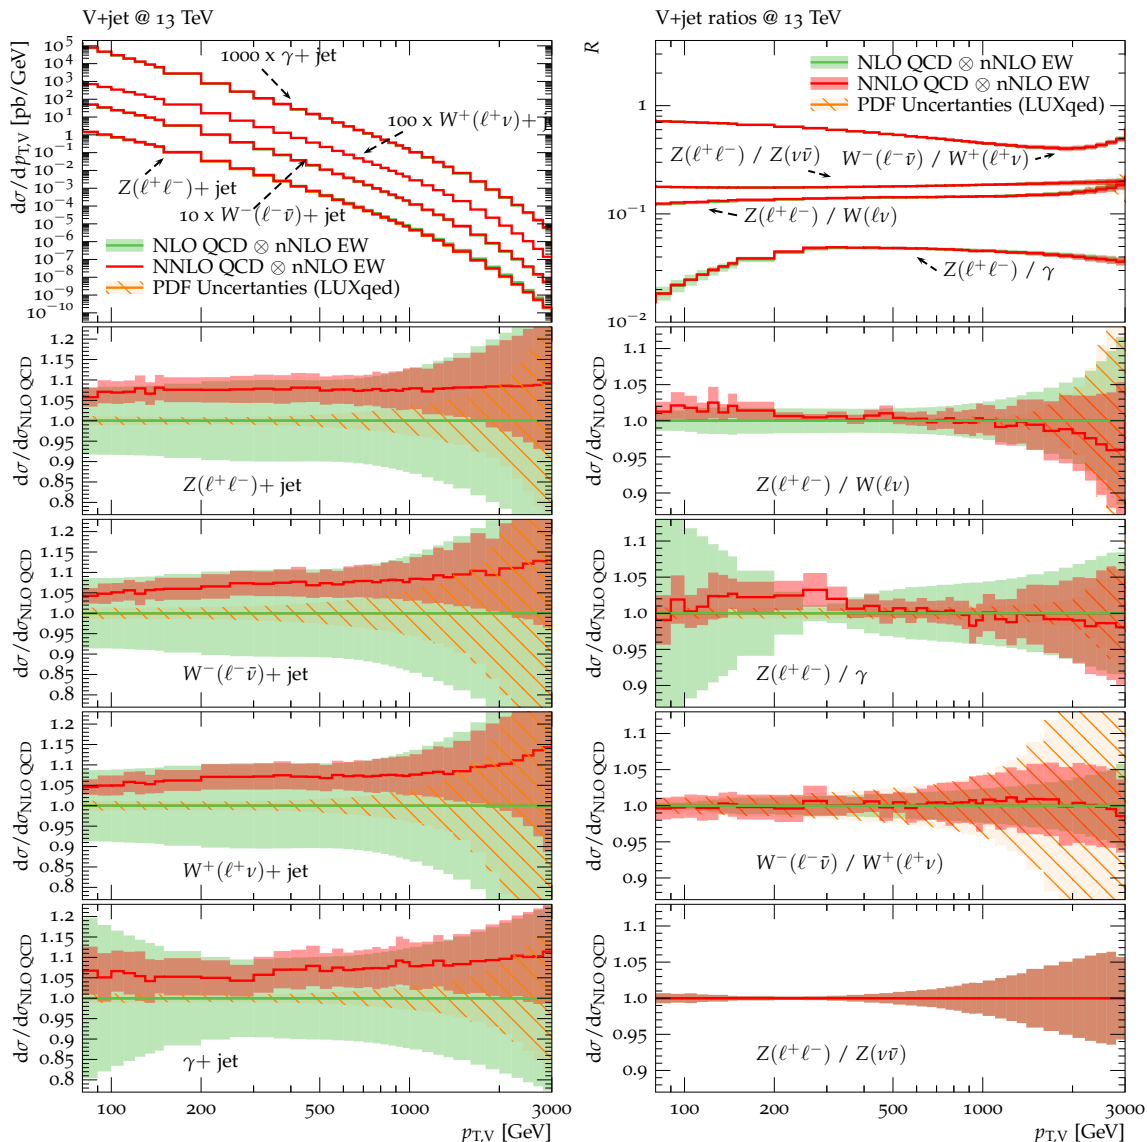 V+jet @ 13 TeV
dσ/dp_T,V [pb/GeV]
10^5
10^4
10^3
10^2
10^1
1
10^−1
10^−2
10^−3
10^−4
10^−5
10^−6
10^−7
10^−8
10^−9
10^−10
1000 x γ+ jet
100 x W^+(ℓ^+ν)+ j
Z(ℓ^+ℓ^−)+ jet
10 x W^−(ℓ^−ν̄)+ jet
NLO QCD ⊗ nNLO EW
NNLO QCD ⊗ nNLO EW
PDF Uncertanties (LUXqed)
dσ/dσ_NLO QCD
1.2
1.15
1.1
1.05
1.0
0.95
0.9
0.85
0.8
Z(ℓ^+ℓ^−)+ jet
dσ/dσ_NLO QCD
1.2
1.15
1.1
1.05
1.0
0.95
0.9
0.85
0.8
W^−(ℓ^−ν̄)+ jet
dσ/dσ_NLO QCD
1.2
1.15
1.1
1.05
1.0
0.95
0.9
0.85
0.8
W^+(ℓ^+ν)+ jet
dσ/dσ_NLO QCD
1.2
1.15
1.1
1.05
1.0
0.95
0.9
0.85
0.8
γ+ jet
100 200 500 1000 3000
p_T,V [GeV]
V+jet ratios @ 13 TeV
R
1
10^−1
10^−2
NLO QCD ⊗ nNLO EW
NNLO QCD ⊗ nNLO EW
PDF Uncertanties (LUXqed)
Z(ℓ^+ℓ^−) / Z(νν̄)
W^−(ℓ^−ν̄) / W^+(ℓ^+ν)
Z(ℓ^+ℓ^−) / W(ℓν)
Z(ℓ^+ℓ^−) / γ
dσ/dσ_NLO QCD
1.1
1.05
1.0
0.95
0.9
Z(ℓ^+ℓ^−) / W(ℓν)
dσ/dσ_NLO QCD
1.1
1.05
1.0
0.95
0.9
Z(ℓ^+ℓ^−) / γ
dσ/dσ_NLO QCD
1.1
1.05
1.0
0.95
0.9
W^−(ℓ^−ν̄) / W^+(ℓ^+ν)
dσ/dσ_NLO QCD
1.1
1.05
1.0
0.95
0.9
Z(ℓ^+ℓ^−) / Z(νν̄)
100 200 500 1000 3000
p_T,V [GeV]